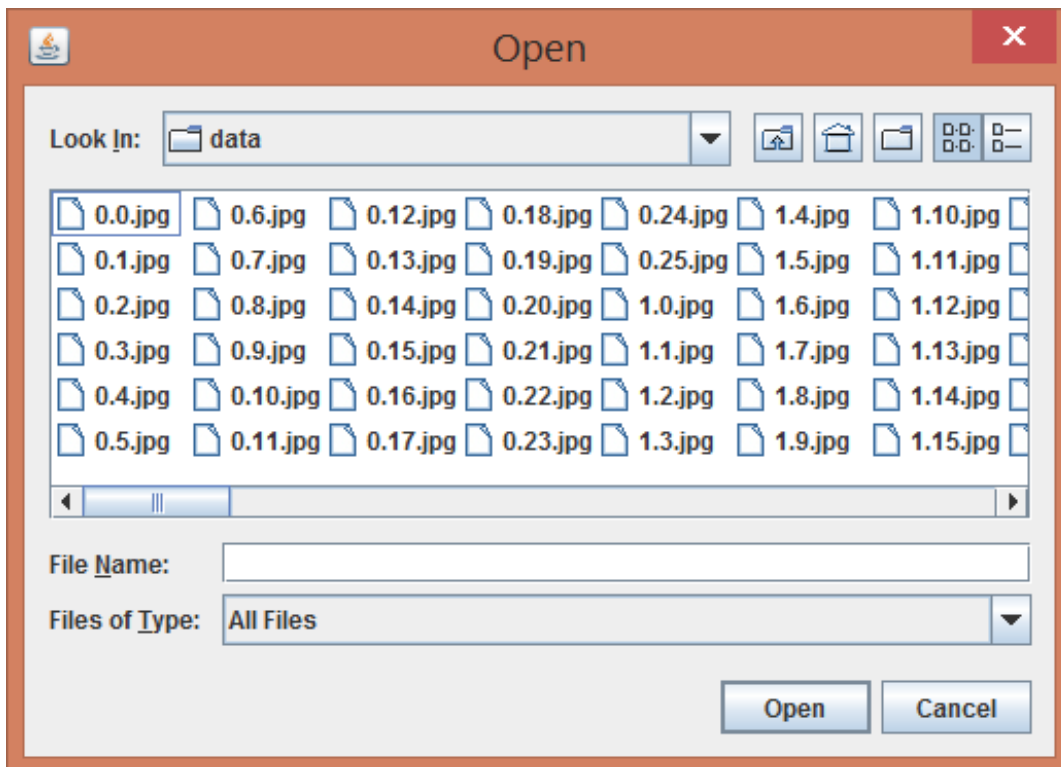 Open
Look In: data
0.0.jpg 0.6.jpg 0.12.jpg 0.18.jpg 0.24.jpg 1.4.jpg 1.10.jpg
0.1.jpg 0.7.jpg 0.13.jpg 0.19.jpg 0.25.jpg 1.5.jpg 1.11.jpg
0.2.jpg 0.8.jpg 0.14.jpg 0.20.jpg 1.0.jpg 1.6.jpg 1.12.jpg
0.3.jpg 0.9.jpg 0.15.jpg 0.21.jpg 1.1.jpg 1.7.jpg 1.13.jpg
0.4.jpg 0.10.jpg 0.16.jpg 0.22.jpg 1.2.jpg 1.8.jpg 1.14.jpg
0.5.jpg 0.11.jpg 0.17.jpg 0.23.jpg 1.3.jpg 1.9.jpg 1.15.jpg
File Name:
Files of Type: All Files
Open Cancel